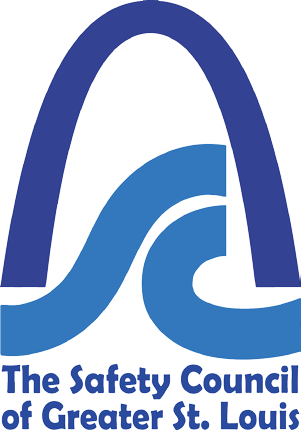 The Safety Council
of Greater St. Louis